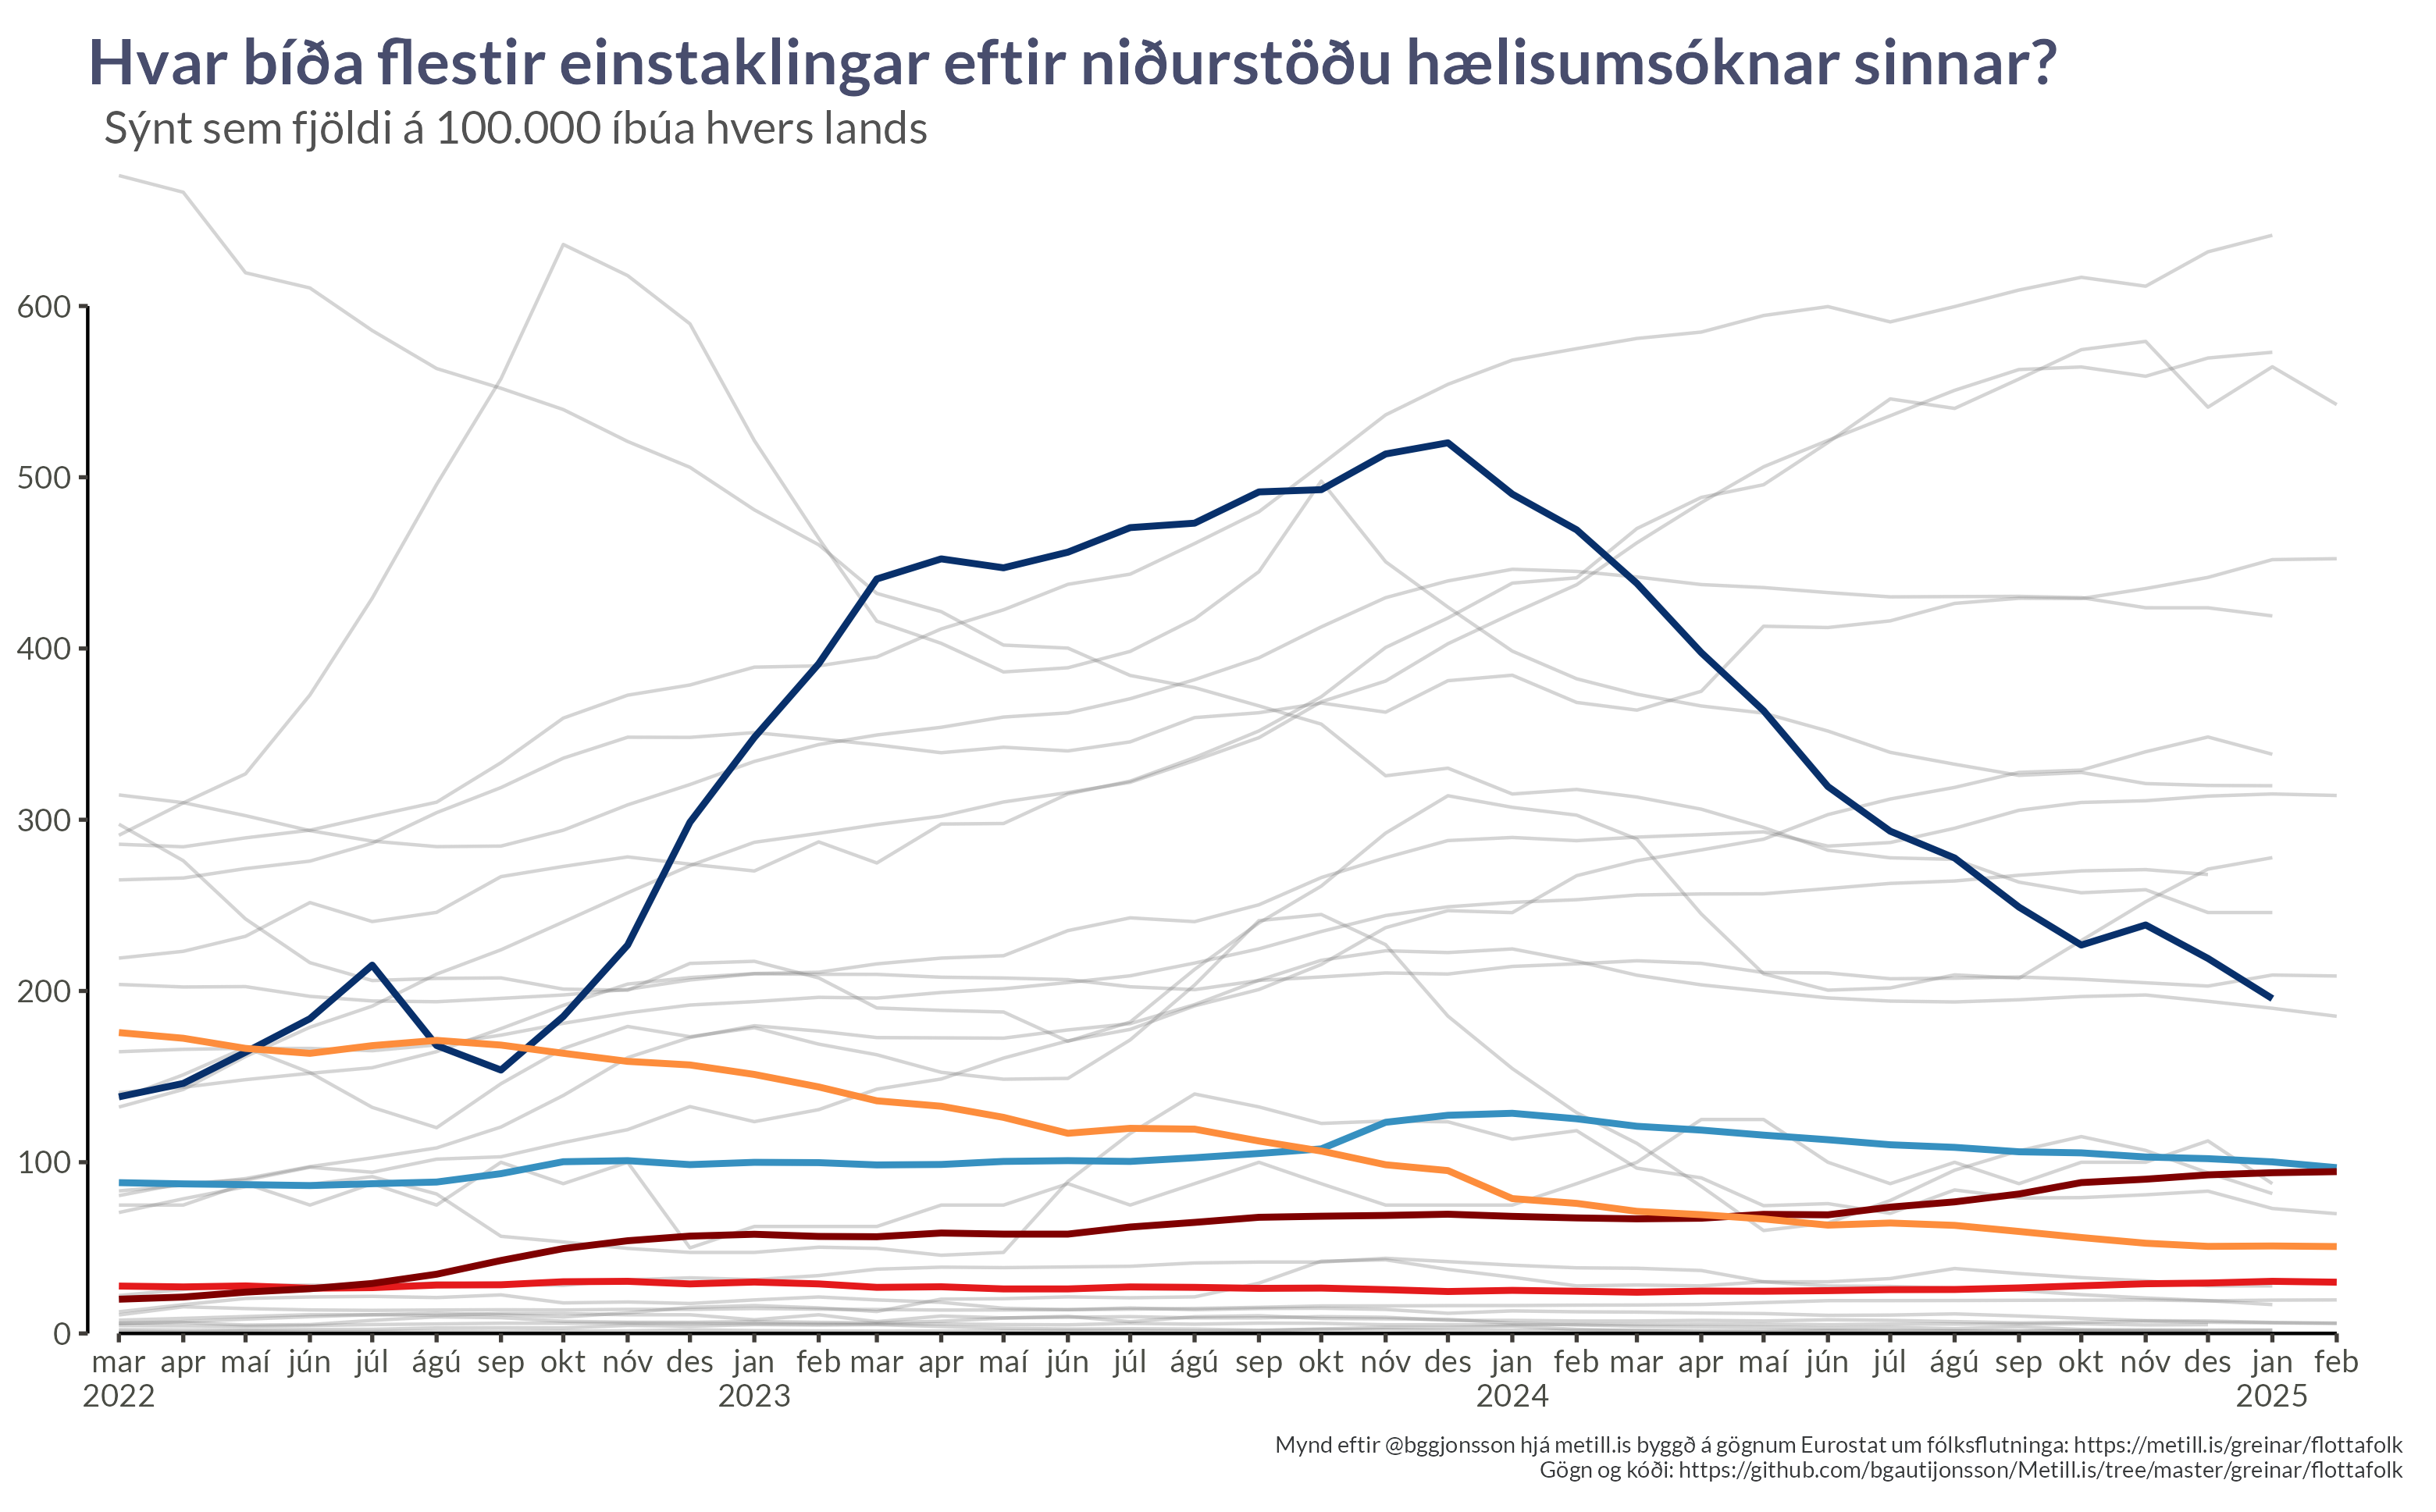 Hvar bíða flestir einstaklingar eftir niðurstöðu hælisumsóknar sinnar?
Sýnt sem fjöldi á 100.000 íbúa hvers lands
600
500
400
300
200
100
0
mar apr maí jún júl ágú sep okt nóv des jan feb mar apr maí jún júl ágú sep okt nóv des jan feb mar apr maí jún júl ágú sep okt nóv des jan feb
2022 2023 2024 2025
Mynd eftir @bggjonsson hjá metill.is byggð á gögnum Eurostat um fólksflutninga: https://metill.is/greinar/flottafolk
Gögn og kóði: https://github.com/bgautijonsson/Metill.is/tree/master/greinar/flottafolk